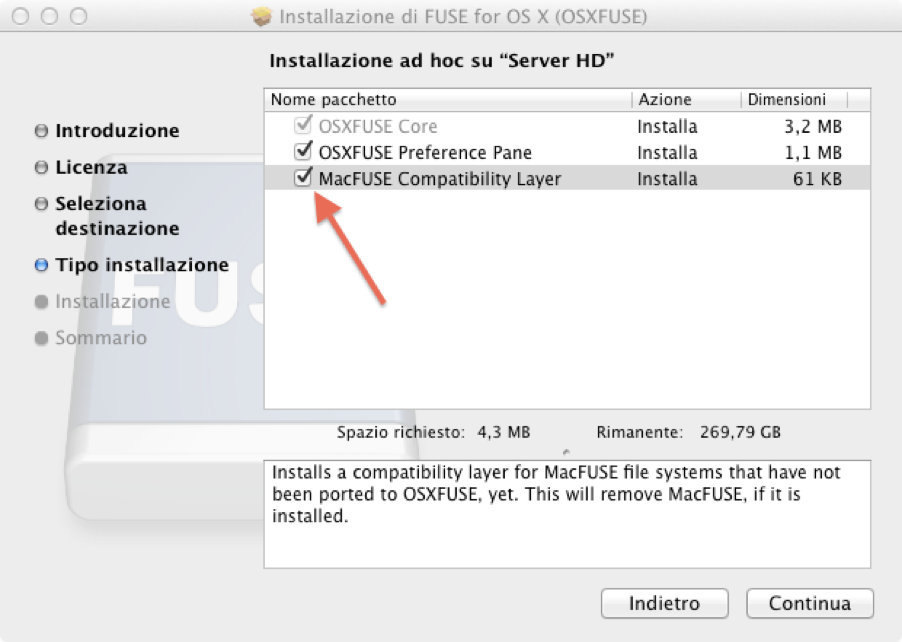 Installazione di FUSE for OS X (OSXFUSE)
Installazione ad hoc su “Server HD”
Introduzione
Licenza
Seleziona
destinazione
Tipo installazione
Installazione
Sommario
FUS
Nome pacchetto Azione Dimensioni
OSXFUSE Core Installa 3,2 MB
OSXFUSE Preference Pane Installa 1,1 MB
MacFUSE Compatibility Layer Installa 61 KB
Spazio richiesto: 4,3 MB Rimanente: 269,79 GB
Installs a compatibility layer for MacFUSE file systems that have not
been ported to OSXFUSE, yet. This will remove MacFUSE, if it is
installed.
Indietro Continua